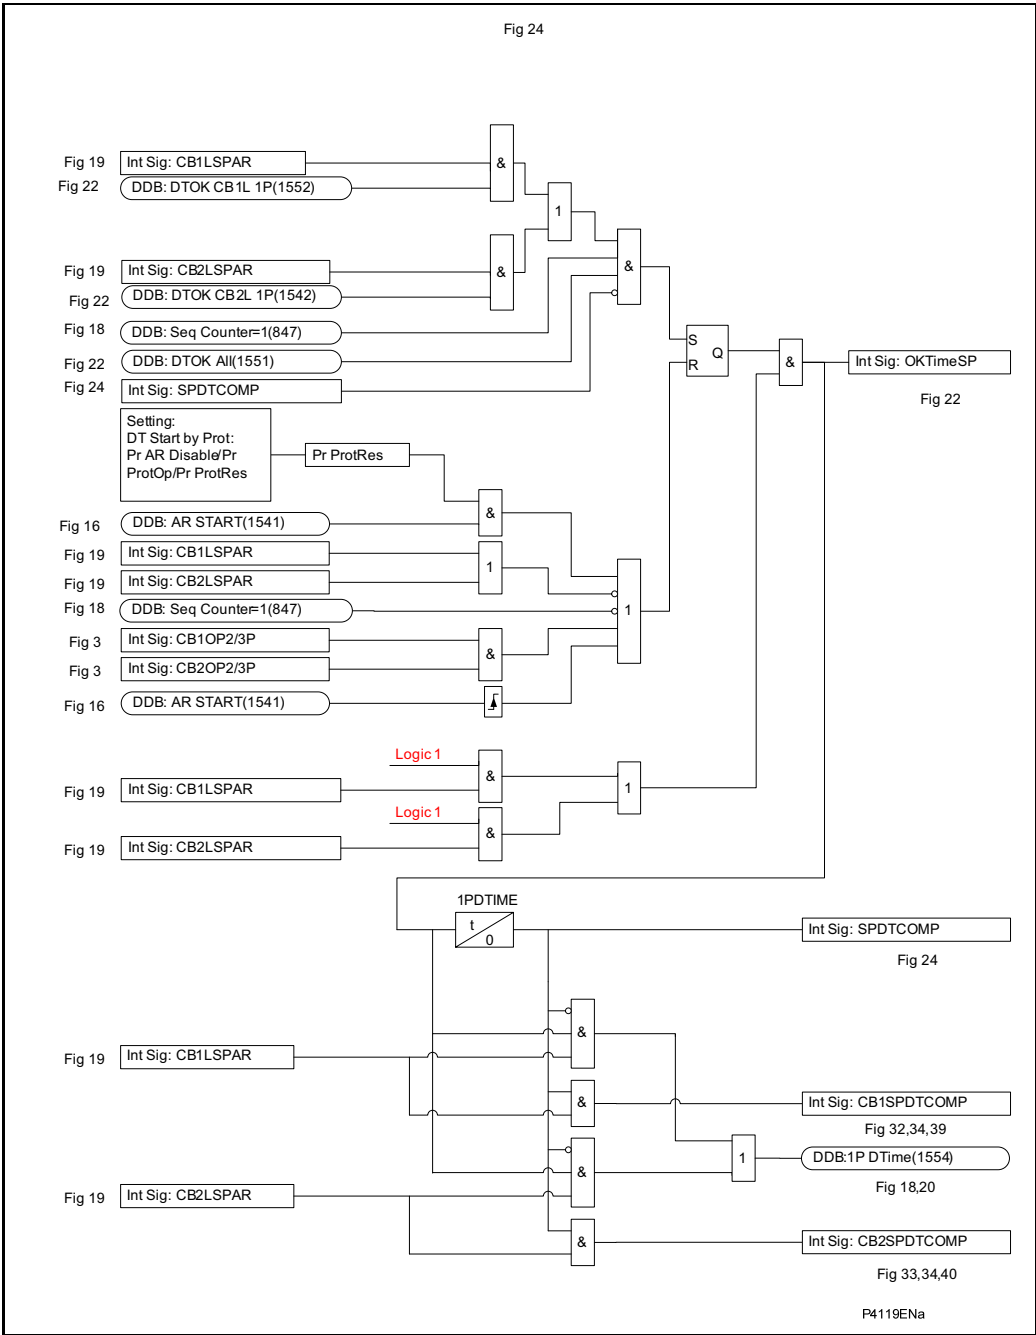 Fig 24
Fig 19 Int Sig: CB1LSPAR
&
Fig 22 DDB: DTOK CB1L 1P(1552)
1
Fig 19 Int Sig: CB2LSPAR
&
&
Fig 22 DDB: DTOK CB2L 1P(1542)
Fig 18 DDB: Seq Counter=1(847)
Fig 22 DDB: DTOK All(1551)
Fig 24 Int Sig: SPDTCOMP
S
Q
R
&
Int Sig: OKTimeSP
Fig 22
Setting:
DT Start by Prot:
Pr AR Disable/Pr
ProtOp/Pr ProtRes
Pr ProtRes
&
Fig 16 DDB: AR START(1541)
Fig 19 Int Sig: CB1LSPAR
1
Fig 19 Int Sig: CB2LSPAR
Fig 18 DDB: Seq Counter=1(847)
1
Fig 3 Int Sig: CB1OP2/3P
&
Fig 3 Int Sig: CB2OP2/3P
Fig 16 DDB: AR START(1541)
Logic 1
&
Fig 19 Int Sig: CB1LSPAR
1
Logic 1
&
Fig 19 Int Sig: CB2LSPAR
1PDTIME
t
0
Int Sig: SPDTCOMP
Fig 24
&
Fig 19 Int Sig: CB1LSPAR
&
Int Sig: CB1SPDTCOMP
Fig 32,34,39
1
DDB:1P DTime(1554)
Fig 18,20
&
Fig 19 Int Sig: CB2LSPAR
&
Int Sig: CB2SPDTCOMP
Fig 33,34,40
P4119ENa